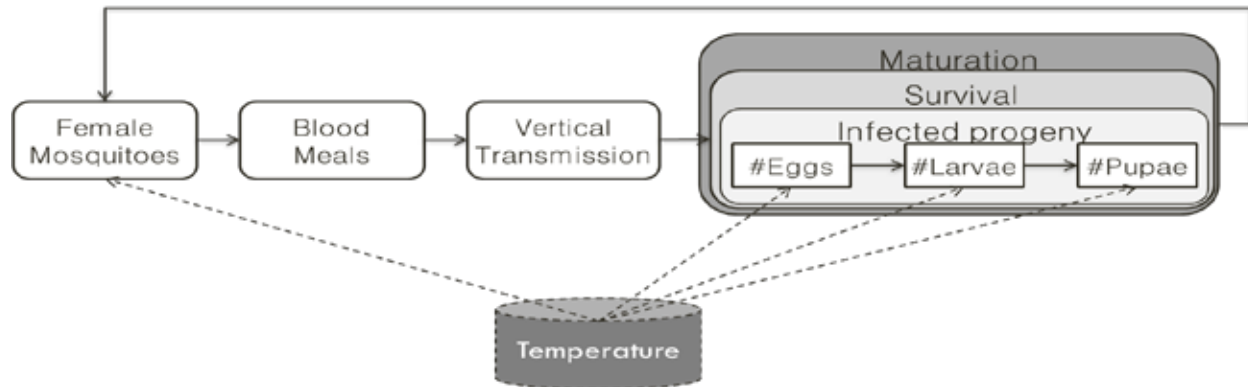 Maturation
Survival
Female
Mosquitoes
Blood
Meals
Vertical
Transmission
Infected progeny
#Eggs
#Larvae
#Pupae
Temperature